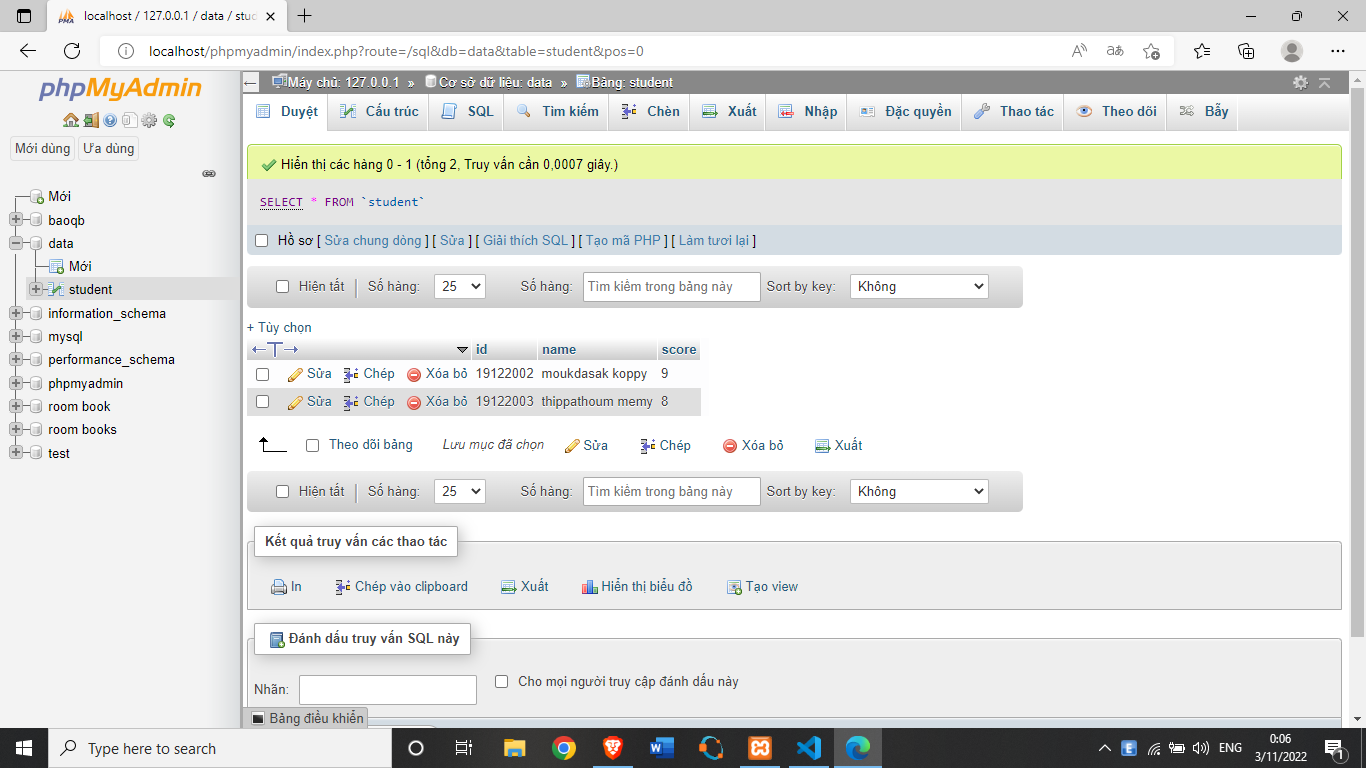 localhost / 127.0.0.1 / data / stud
localhost/phpmyadmin/index.php?route=/sql&db=data&table=student&pos=0
phpMyAdmin
Mới dùng Ưa dùng
Mới
baoqb
data
Mới
student
information_schema
mysql
performance_schema
phpmyadmin
room book
room books
test
Máy chủ: 127.0.0.1 » Cơ sở dữ liệu: data » Bảng: student
Duyệt Cấu trúc SQL Tìm kiếm Chèn Xuất Nhập Đặc quyền Thao tác Theo dõi Bẫy
Hiển thị các hàng 0 - 1 (tổng 2, Truy vấn cần 0,0007 giây.)
SELECT * FROM `student`
Hồ sơ [ Sửa chung dòng ] [ Sửa ] [ Giải thích SQL ] [ Tạo mã PHP ] [ Làm tươi lại ]
Hiện tất Số hàng: 25 Số hàng: Tìm kiếm trong bảng này Sort by key: Không
+ Tùy chọn
id name score
Sửa Chép Xóa bỏ 19122002 moukdasak koppy 9
Sửa Chép Xóa bỏ 19122003 thippathoum memy 8
Theo dõi bảng Lưu mục đã chọn Sửa Chép Xóa bỏ Xuất
Hiện tất Số hàng: 25 Số hàng: Tìm kiếm trong bảng này Sort by key: Không
Kết quả truy vấn các thao tác
In Chép vào clipboard Xuất Hiển thị biểu đồ Tạo view
Đánh dấu truy vấn SQL này
Nhãn: Cho mọi người truy cập đánh dấu này
Bảng điều khiển
Type here to search
ENG
0:06
3/11/2022
1